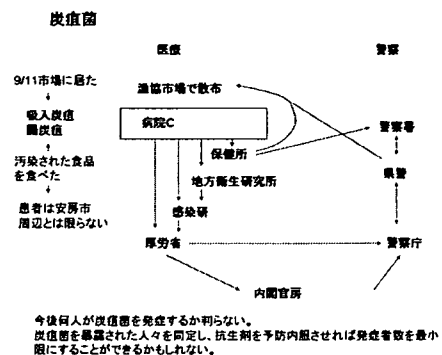 炭疽菌
医療
警察
9/11市場に居た
漁協市場で散布
吸入炭疽
腸炭疽
病院C
警察署
保健所
汚染された食品
を食べた
県警
地方衛生研究所
患者は安房市
周辺とは限らない
感染研
厚労省
警察庁
内閣官房
今後何人が炭疽菌を発症するか判らない。
炭疽菌を暴露された人々を同定し、抗生剤を予防内服させれば発症者数を最小
限にすることができるかもしれない。